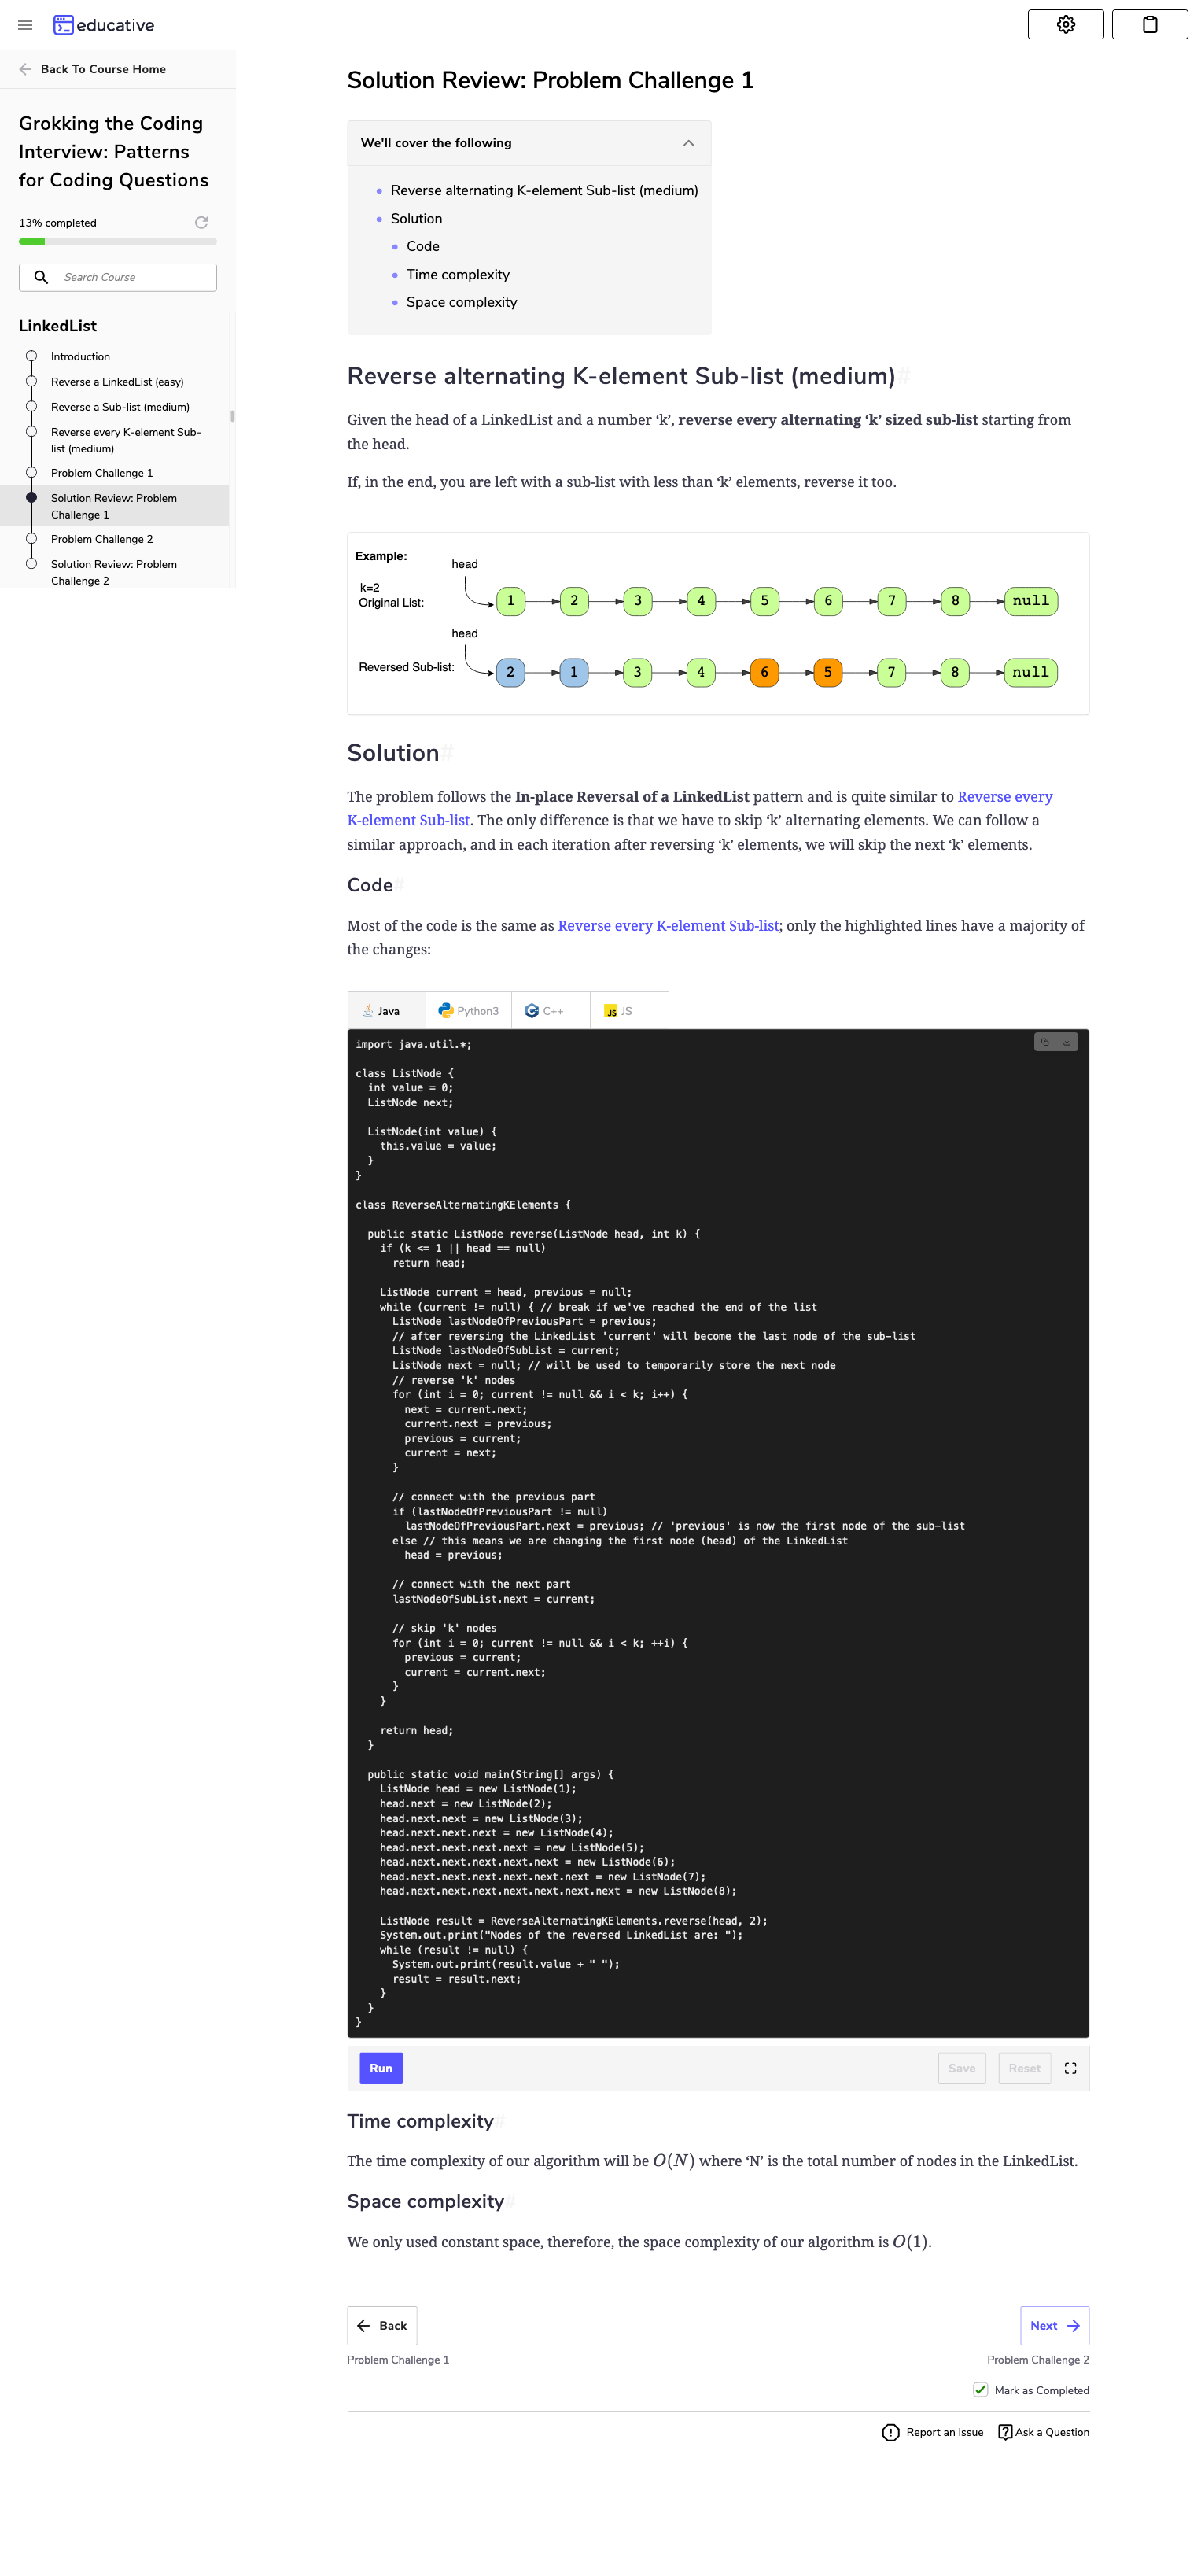 educative
Back To Course Home
Grokking the Coding
Interview: Patterns
for Coding Questions
13% completed
Search Course
LinkedList
Introduction
Reverse a LinkedList (easy)
Reverse a Sub-list (medium)
Reverse every K-element Sub-
list (medium)
Problem Challenge 1
Solution Review: Problem
Challenge 1
Problem Challenge 2
Solution Review: Problem
Challenge 2
Solution Review: Problem Challenge 1
We'll cover the following
Reverse alternating K-element Sub-list (medium)
Solution
Code
Time complexity
Space complexity
Reverse alternating K-element Sub-list (medium)#
Given the head of a LinkedList and a number ‘k’, reverse every alternating ‘k’ sized sub-list starting from
the head.
If, in the end, you are left with a sub-list with less than ‘k’ elements, reverse it too.
Example:
head
k=2
Original List:
1 2 3 4 5 6 7 8 null
head
Reversed Sub-list:
2 1 3 4 6 5 7 8 null
Solution#
The problem follows the In-place Reversal of a LinkedList pattern and is quite similar to Reverse every
K-element Sub-list. The only difference is that we have to skip ‘k’ alternating elements. We can follow a
similar approach, and in each iteration after reversing ‘k’ elements, we will skip the next ‘k’ elements.
Code#
Most of the code is the same as Reverse every K-element Sub-list; only the highlighted lines have a majority of
the changes:
Java Python3 C++ JS JS
import java.util.*;
class ListNode {
int value = 0;
ListNode next;
ListNode(int value) {
this.value = value;
}
}
class ReverseAlternatingKElements {
public static ListNode reverse(ListNode head, int k) {
if (k <= 1 || head == null)
return head;
ListNode current = head, previous = null;
while (current != null) { // break if we've reached the end of the list
ListNode lastNodeOfPreviousPart = previous;
// after reversing the LinkedList 'current' will become the last node of the sub-list
ListNode lastNodeOfSubList = current;
ListNode next = null; // will be used to temporarily store the next node
// reverse 'k' nodes
for (int i = 0; current != null && i < k; i++) {
next = current.next;
current.next = previous;
previous = current;
current = next;
}
// connect with the previous part
if (lastNodeOfPreviousPart != null)
lastNodeOfPreviousPart.next = previous; // 'previous' is now the first node of the sub-list
else // this means we are changing the first node (head) of the LinkedList
head = previous;
// connect with the next part
lastNodeOfSubList.next = current;
// skip 'k' nodes
for (int i = 0; current != null && i < k; ++i) {
previous = current;
current = current.next;
}
}
return head;
}
public static void main(String[] args) {
ListNode head = new ListNode(1);
head.next = new ListNode(2);
head.next.next = new ListNode(3);
head.next.next.next = new ListNode(4);
head.next.next.next.next = new ListNode(5);
head.next.next.next.next.next = new ListNode(6);
head.next.next.next.next.next.next = new ListNode(7);
head.next.next.next.next.next.next.next = new ListNode(8);
ListNode result = ReverseAlternatingKElements.reverse(head, 2);
System.out.print("Nodes of the reversed LinkedList are: ");
while (result != null) {
System.out.print(result.value + " ");
result = result.next;
}
}
}
Run Save Reset
Time complexity#
The time complexity of our algorithm will be O(N) where ‘N’ is the total number of nodes in the LinkedList.
Space complexity#
We only used constant space, therefore, the space complexity of our algorithm is O(1).
Back Next
Problem Challenge 1 Problem Challenge 2
Mark as Completed
Report an Issue Ask a Question